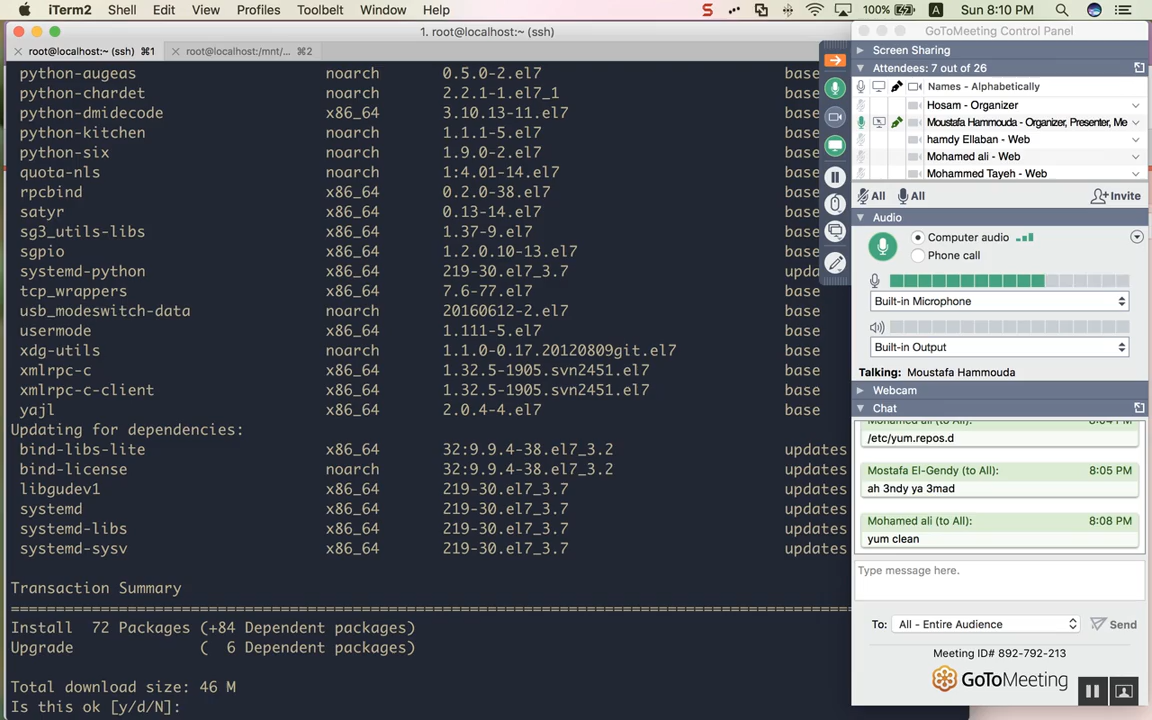 iTerm2 Shell Edit View Profiles Toolbelt Window Help 100% A Sun 8:10 PM
1. root@localhost:~ (ssh)
root@localhost:~ (ssh) ⌘1 root@localhost:/mnt/... ⌘2
python-augeas noarch 0.5.0-2.el7 base
python-chardet noarch 2.2.1-1.el7_1 base
python-dmidecode x86_64 3.10.13-11.el7 base
python-kitchen noarch 1.1.1-5.el7 base
python-six noarch 1.9.0-2.el7 base
quota-nls noarch 1:4.01-14.el7 base
rpcbind x86_64 0.2.0-38.el7 base
satyr x86_64 0.13-14.el7 base
sg3_utils-libs x86_64 1.37-9.el7 base
sgpio x86_64 1.2.0.10-13.el7 base
systemd-python x86_64 219-30.el7_3.7 upda
tcp_wrappers x86_64 7.6-77.el7 base
usb_modeswitch-data noarch 20160612-2.el7 base
usermode x86_64 1.111-5.el7 base
xdg-utils noarch 1.1.0-0.17.20120809git.el7 base
xmlrpc-c x86_64 1.32.5-1905.svn2451.el7 base
xmlrpc-c-client x86_64 1.32.5-1905.svn2451.el7 base
yajl x86_64 2.0.4-4.el7 base
Updating for dependencies:
bind-libs-lite x86_64 32:9.9.4-38.el7_3.2 updates
bind-license noarch 32:9.9.4-38.el7_3.2 updates
libgudev1 x86_64 219-30.el7_3.7 updates
systemd x86_64 219-30.el7_3.7 updates
systemd-libs x86_64 219-30.el7_3.7 updates
systemd-sysv x86_64 219-30.el7_3.7 updates
Transaction Summary
Install 72 Packages (+84 Dependent packages)
Upgrade ( 6 Dependent packages)
Total download size: 46 M
Is this ok [y/d/N]:
GoToMeeting Control Panel
Screen Sharing
Attendees: 7 out of 26
Names - Alphabetically
Hosam - Organizer
Moustafa Hammouda - Organizer, Presenter, Me
hamdy Ellaban - Web
Mohamed ali - Web
Mohammed Tayeh - Web
All All Invite
Audio
Computer audio
Phone call
Built-in Microphone
Built-in Output
Talking: Moustafa Hammouda
Webcam
Chat
Mohamed ali (to All): 8:04 PM
/etc/yum.repos.d
Mostafa El-Gendy (to All): 8:05 PM
ah 3ndy ya 3mad
Mohamed ali (to All): 8:08 PM
yum clean
Type message here.
To: All - Entire Audience Send
Meeting ID# 892-792-213
GoToMeeting